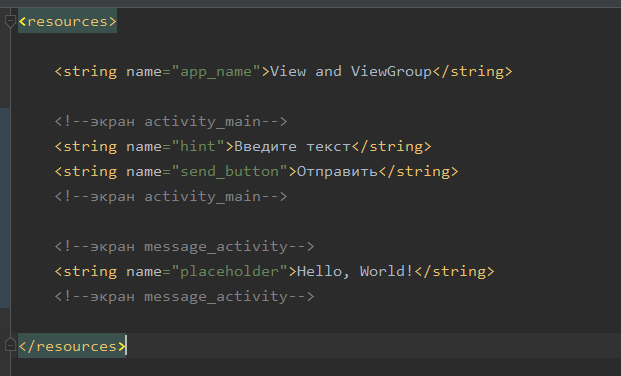 <resources>
<string name="app_name">View and ViewGroup</string>
<!--экран activity_main-->
<string name="hint">Введите текст</string>
<string name="send_button">Отправить</string>
<!--экран activity_main-->
<!--экран message_activity-->
<string name="placeholder">Hello, World!</string>
<!--экран message_activity-->
</resources>